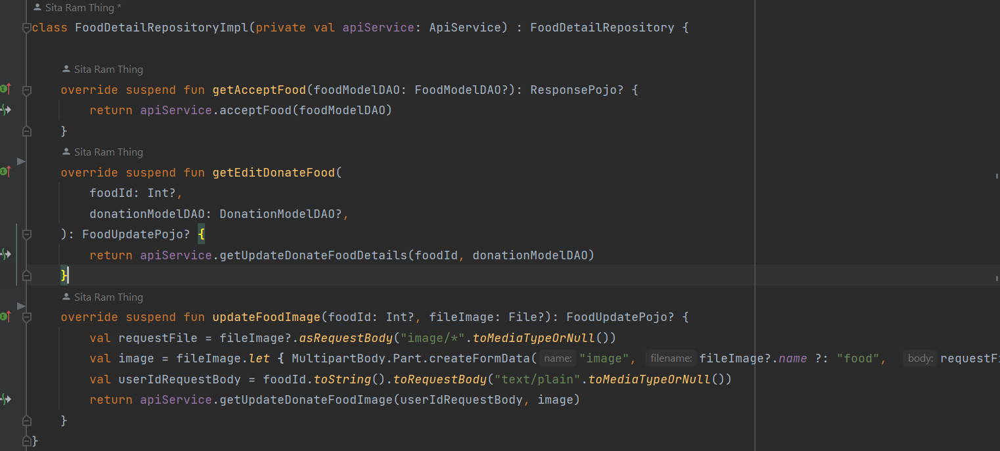 Sita Ram Thing *
class FoodDetailRepositoryImpl(private val apiService: ApiService) : FoodDetailRepository {
Sita Ram Thing
override suspend fun getAcceptFood(foodModelDAO: FoodModelDAO?): ResponsePojo? {
return apiService.acceptFood(foodModelDAO)
}
Sita Ram Thing
override suspend fun getEditDonateFood(
foodId: Int?,
donationModelDAO: DonationModelDAO?,
): FoodUpdatePojo? {
return apiService.getUpdateDonateFoodDetails(foodId, donationModelDAO)
}
Sita Ram Thing
override suspend fun updateFoodImage(foodId: Int?, fileImage: File?): FoodUpdatePojo? {
val requestFile = fileImage?.asRequestBody("image/*".toMediaTypeOrNull())
val image = fileImage.let { MultipartBody.Part.createFormData( name: "image", filename: fileImage?.name ?: "food", body:
val userIdRequestBody = foodId.toString().toRequestBody("text/plain".toMediaTypeOrNull())
return apiService.getUpdateDonateFoodImage(userIdRequestBody, image)
}
}